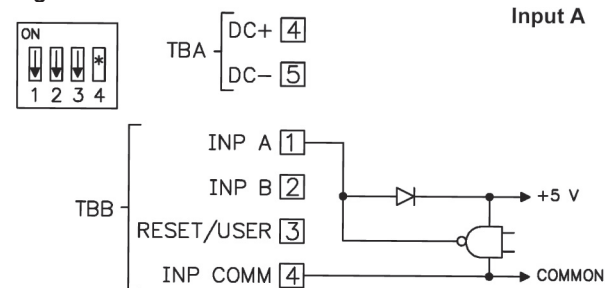 Input A
ON
* 
1 2 3 4
TBA
DC+ 4
DC- 5
TBB
INP A 1
INP B 2
RESET/USER 3
INP COMM 4
+5 V
COMMON